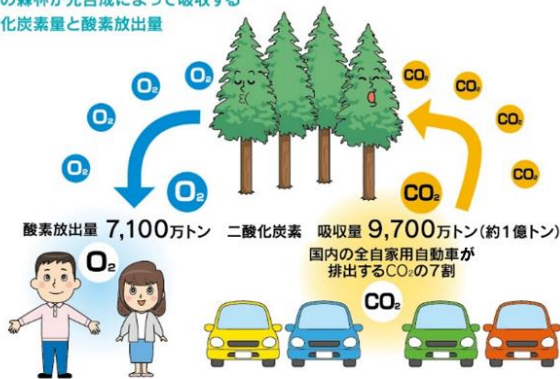 の森林が光合成によって吸収する
化炭素量と酸素放出量
O₂
O₂
O₂
O₂
O₂
O₂
CO₂
CO₂
CO₂
CO₂
CO₂
酸素放出量 7,100万トン
二酸化炭素 吸収量 9,700万トン(約1億トン)
国内の全自家用自動車が
排出するCO₂の7割
CO₂